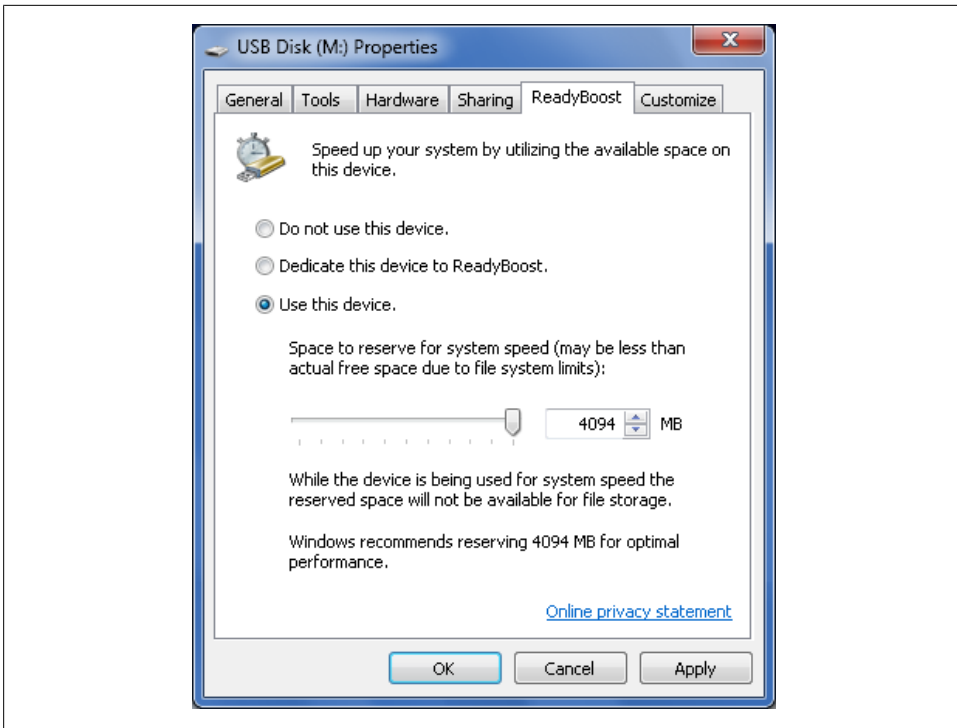 USB Disk (M:) Properties
General Tools Hardware Sharing ReadyBoost Customize
Speed up your system by utilizing the available space on
this device.
Do not use this device.
Dedicate this device to ReadyBoost.
Use this device.
Space to reserve for system speed (may be less than
actual free space due to file system limits):
4094 MB
While the device is being used for system speed the
reserved space will not be available for file storage.
Windows recommends reserving 4094 MB for optimal
performance.
Online privacy statement
OK Cancel Apply